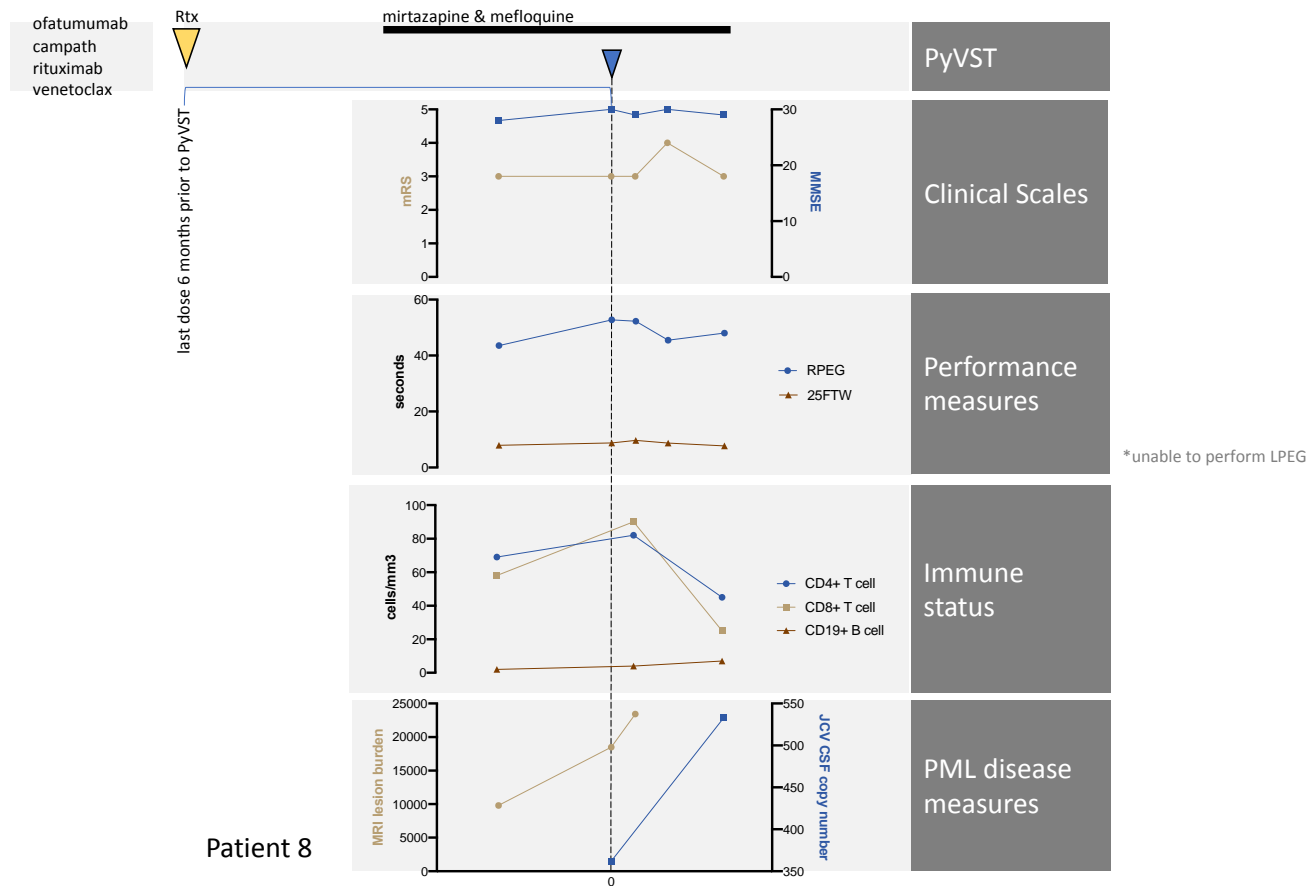 ofatumumab
campath
rituximab
venetoclax
Rtx
mirtazapine & mefloquine
PyVST
last dose 6 months prior to PyVST
5
4
3
2
1
0
mRS
30
20
10
0
MMSE
Clinical Scales
60
40
20
0
seconds
RPEG
25FTW
Performance
measures
*unable to perform LPEG
100
80
60
40
20
0
cells/mm3
CD4+ T cell
CD8+ T cell
CD19+ B cell
Immune
status
25000
20000
15000
10000
5000
0
MRI lesion burden
550
500
450
400
350
JCV CSF copy number
PML disease
measures
0
Patient 8